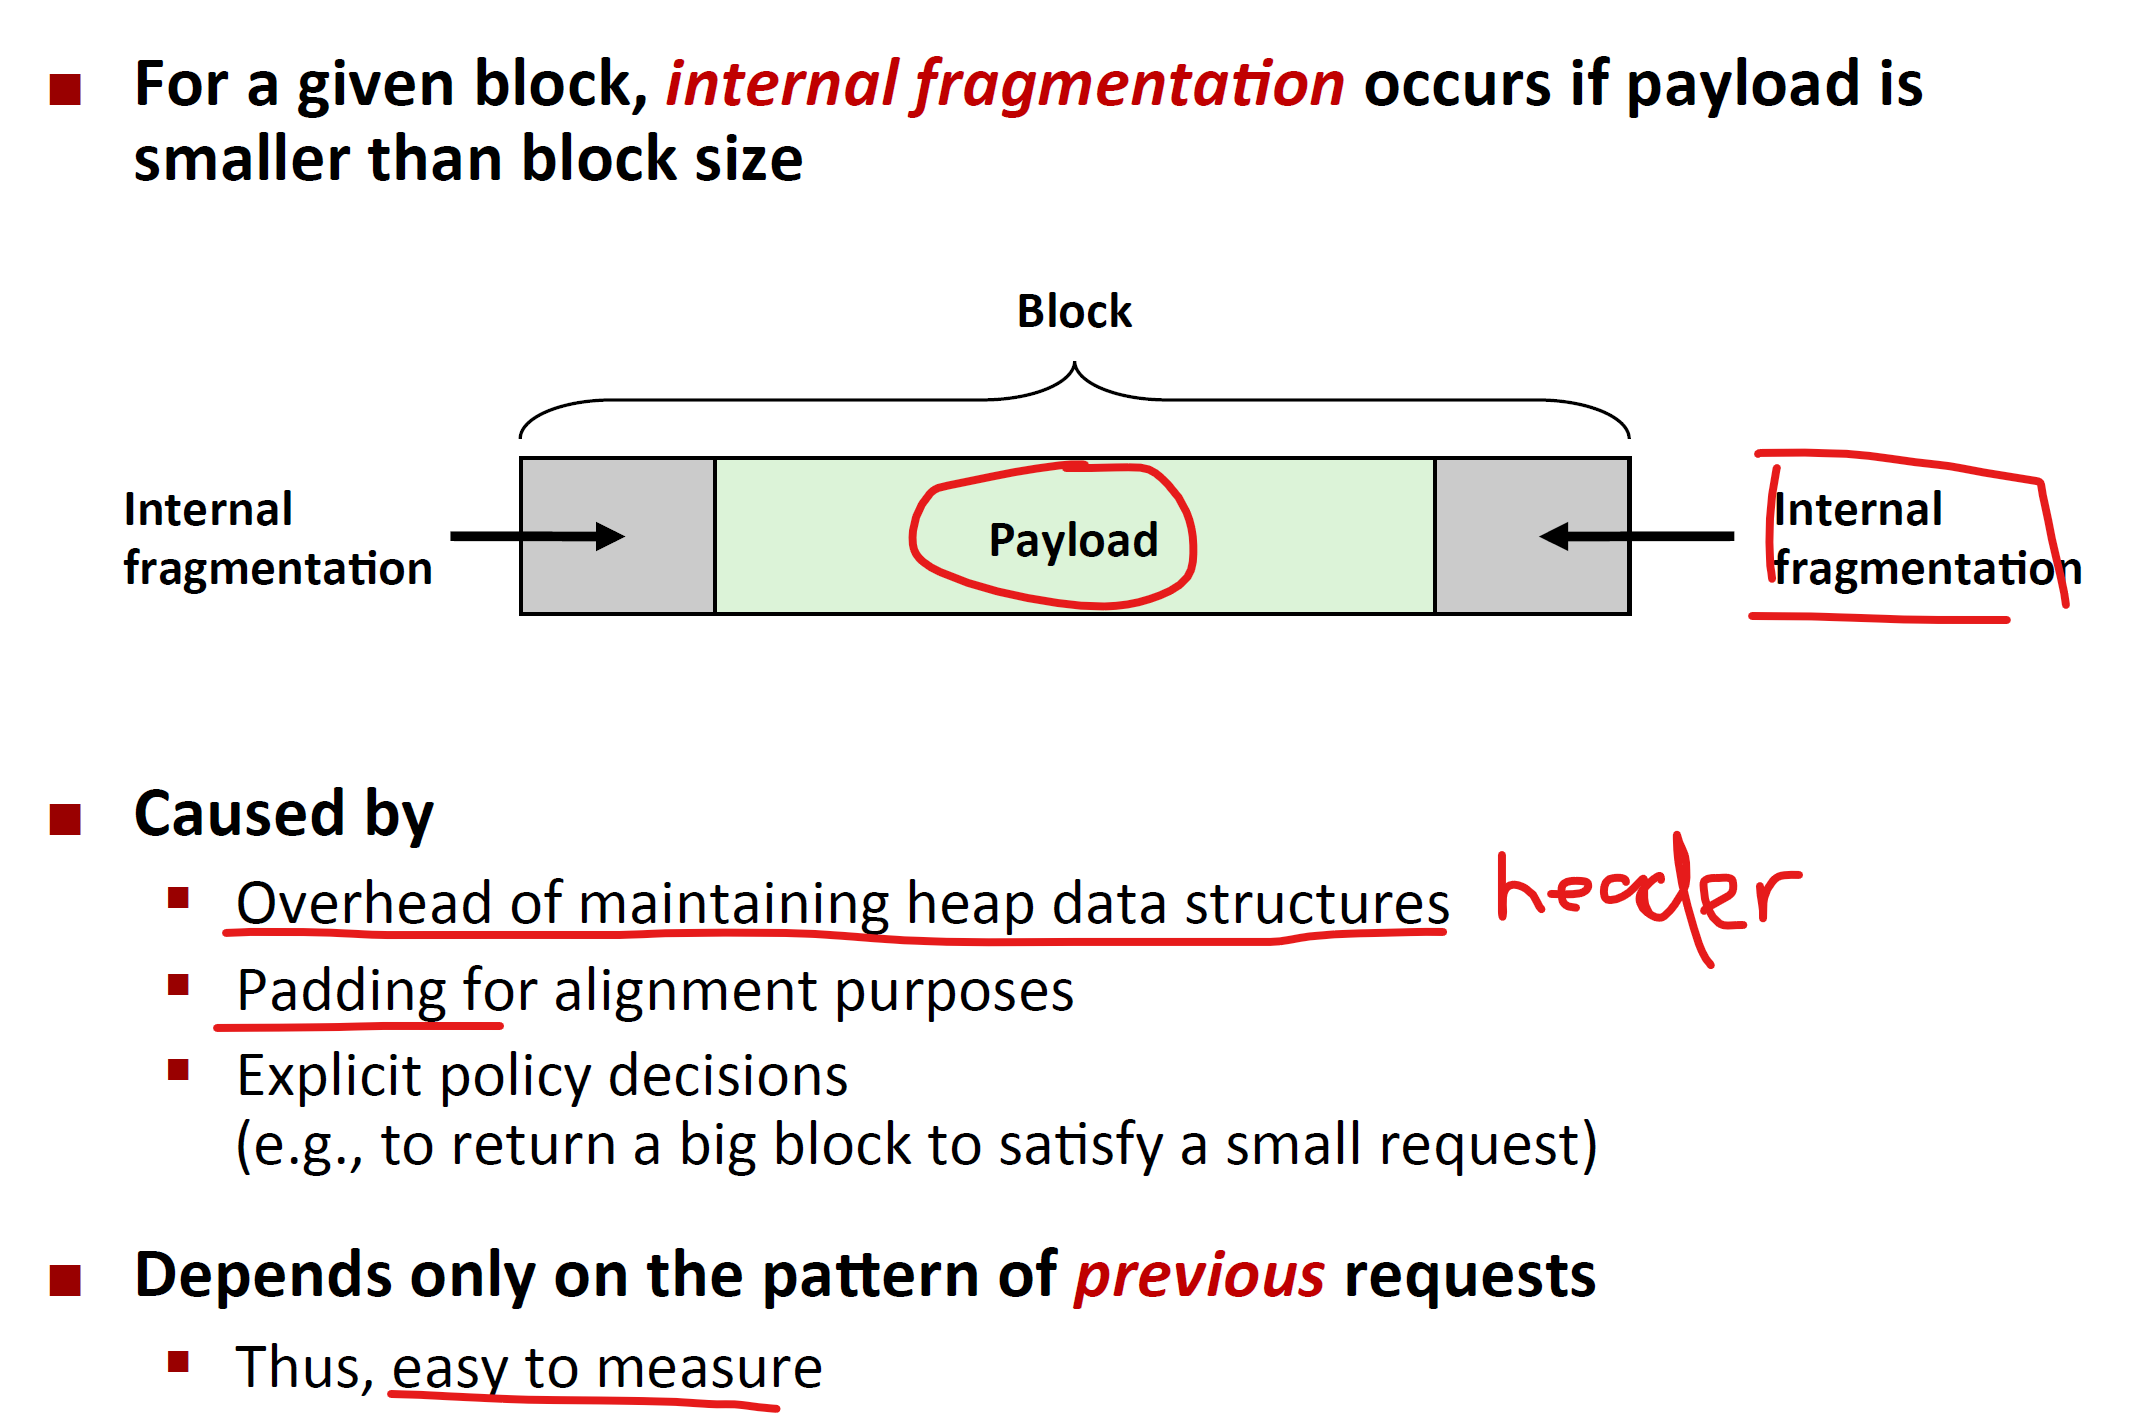 ■ For a given block, internal fragmentation occurs if payload is
smaller than block size
Block
Internal
fragmentation
Payload
Internal
fragmentation
■ Caused by
▪ Overhead of maintaining heap data structures header
▪ Padding for alignment purposes
▪ Explicit policy decisions
(e.g., to return a big block to satisfy a small request)
■ Depends only on the pattern of previous requests
▪ Thus, easy to measure